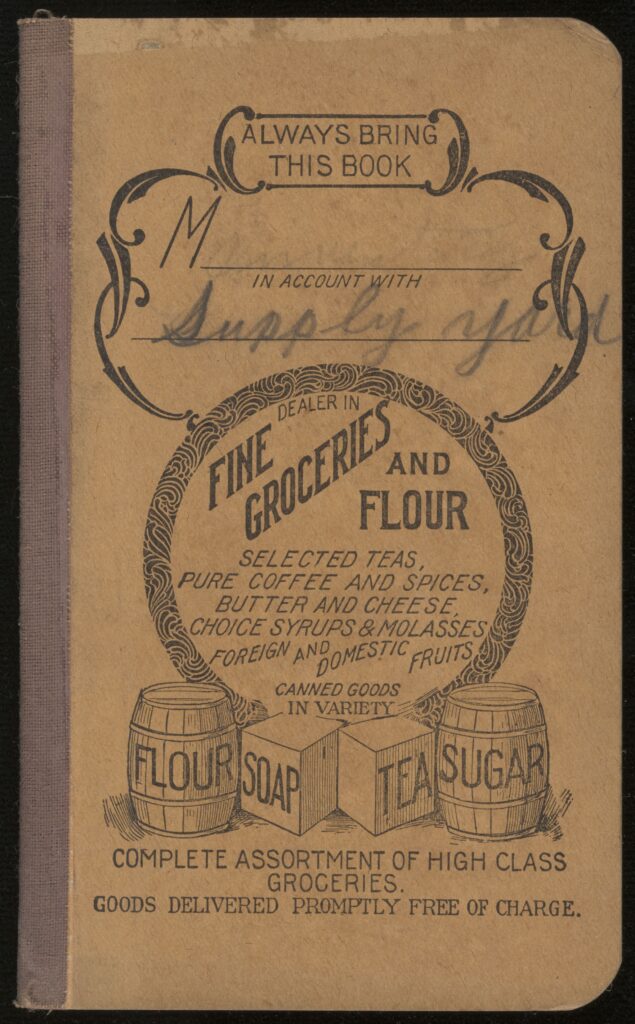 ALWAYS BRING
THIS BOOK
M
IN ACCOUNT WITH
Supply yard
DEALER IN
FINE
GROCERIES
AND
FLOUR
SELECTED TEAS,
PURE COFFEE AND SPICES,
BUTTER AND CHEESE,
CHOICE SYRUPS & MOLASSES
FOREIGN AND DOMESTIC FRUITS
CANNED GOODS
IN VARIETY
FLOUR SOAP TEA SUGAR
COMPLETE ASSORTMENT OF HIGH CLASS
GROCERIES.
GOODS DELIVERED PROMPTLY FREE OF CHARGE.